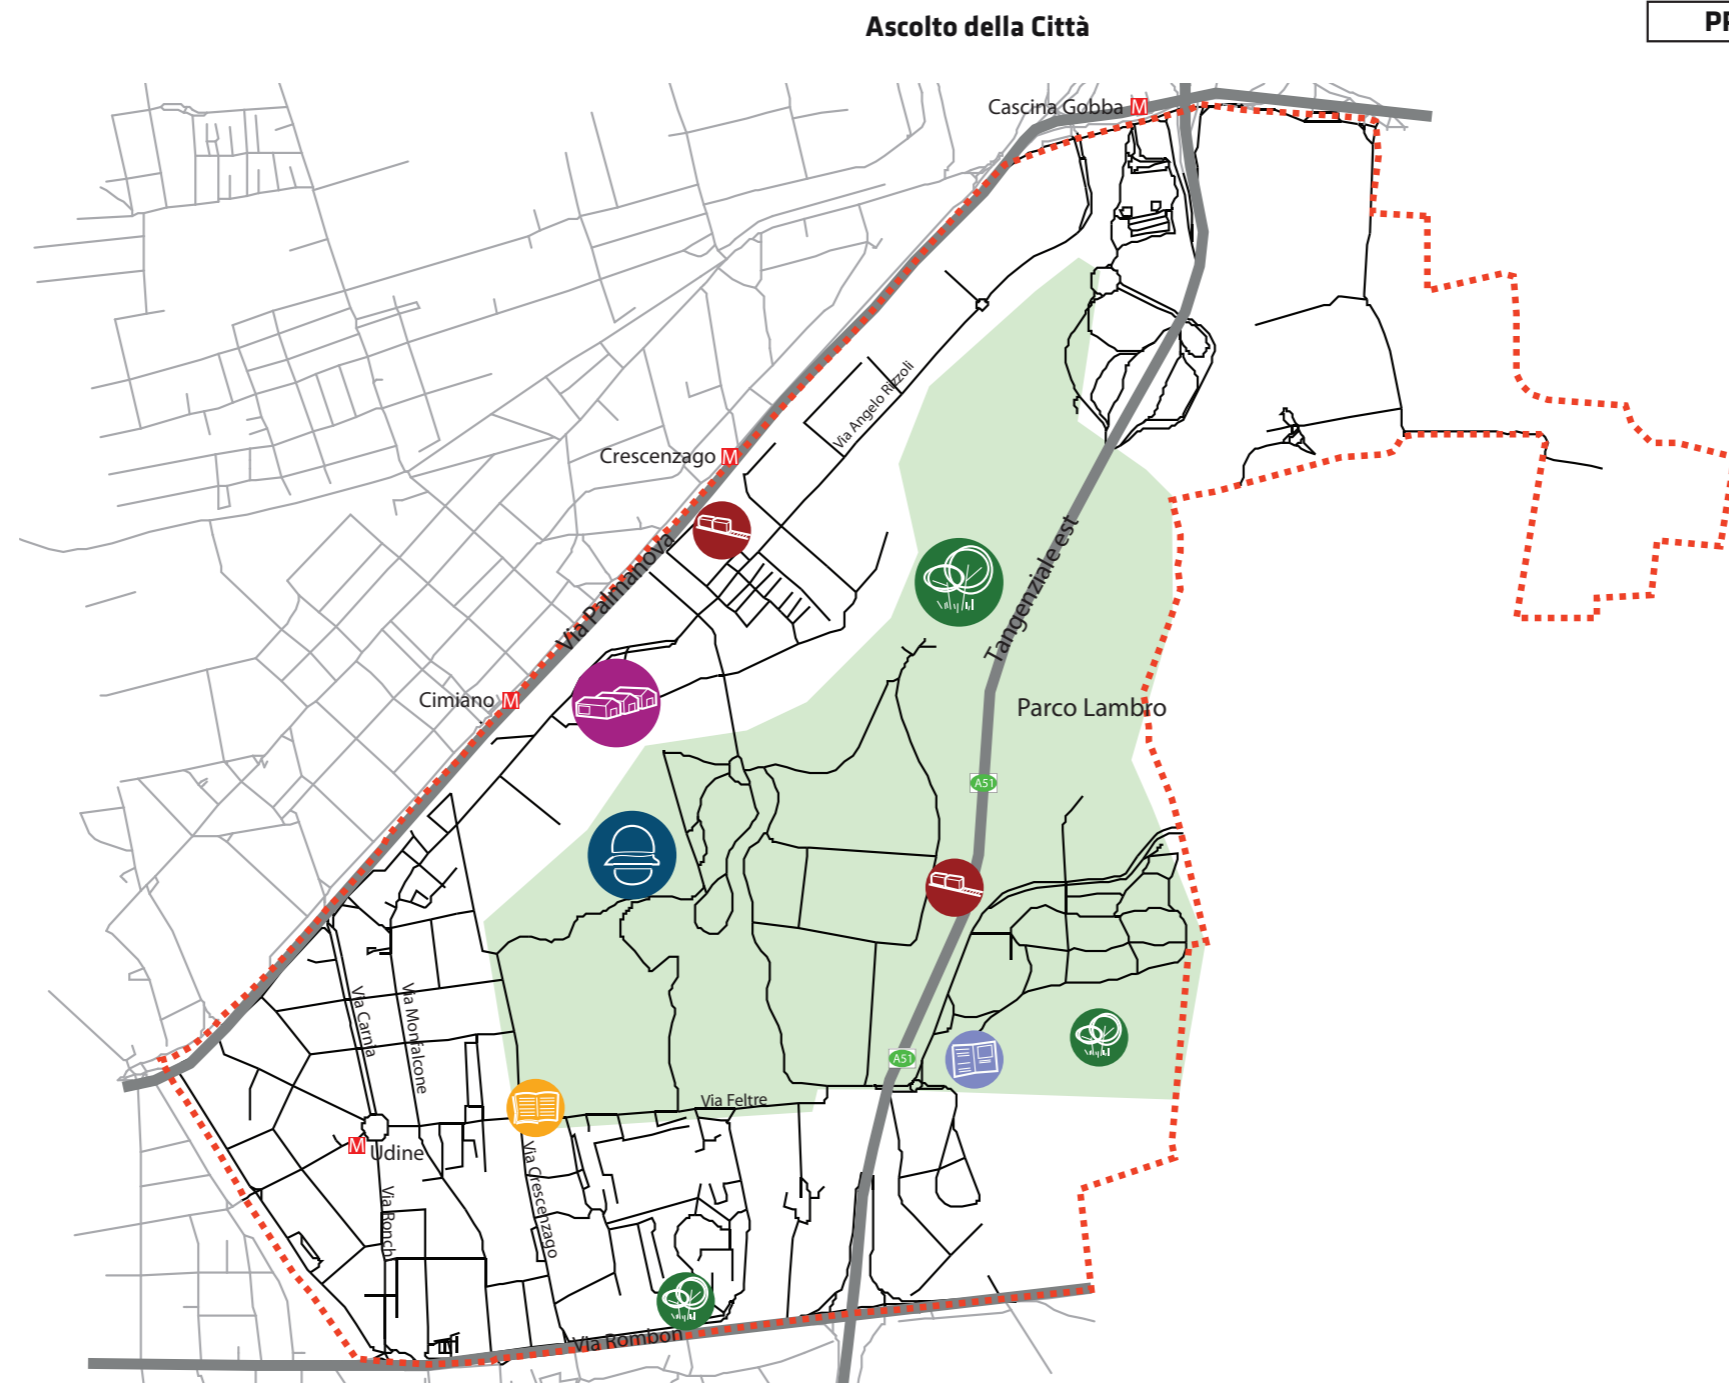 Ascolto della Città
PR
Cascina Gobba M
Via Angelo Rizzoli
Crescenzago M
Via Palmanova
Tangenziale est
Cimiano M
Parco Lambro
A51
Via Carnia
Via Monfalcone
A51
Via Feltre
M Udine
Via Crescenzago
Via Ronchi
Via Rombon